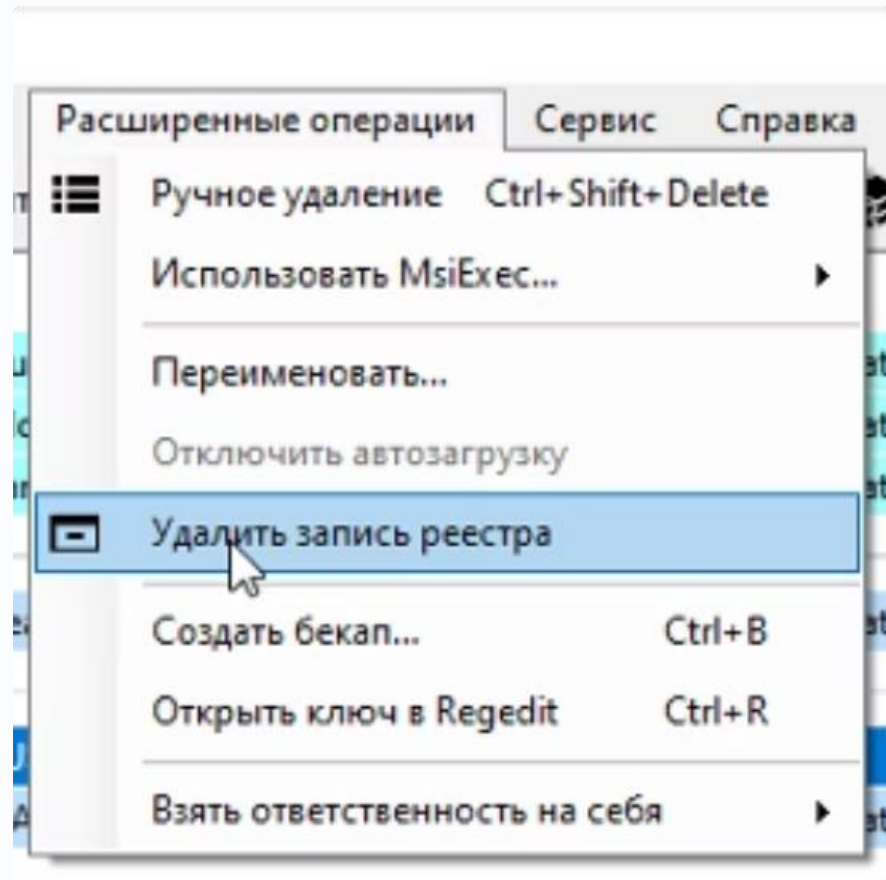 Расширенные операции Сервис Справка
Ручное удаление Ctrl+Shift+Delete
Использовать MsiExec...
Переименовать...
Отключить автозагрузку
Удалить запись реестра
Создать бекап... Ctrl+B
Открыть ключ в Regedit Ctrl+R
Взять ответственность на себя